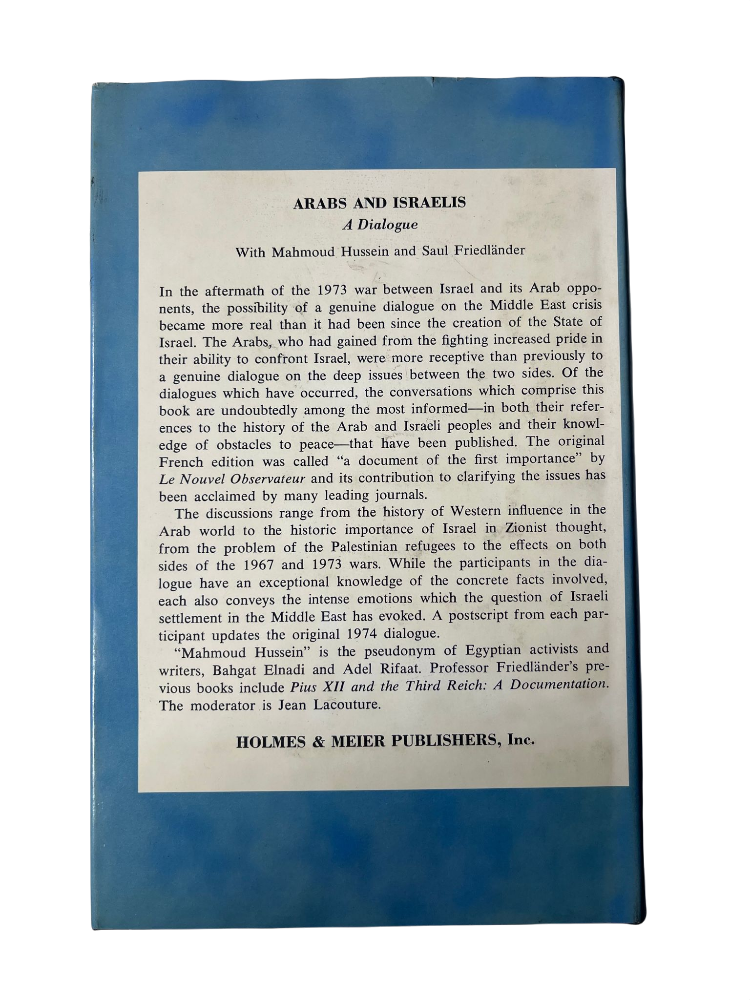 ARABS AND ISRAELIS
A Dialogue
With Mahmoud Hussein and Saul Friedländer
In the aftermath of the 1973 war between Israel and its Arab oppo-
nents, the possibility of a genuine dialogue on the Middle East crisis
became more real than it had been since the creation of the State of
Israel. The Arabs, who had gained from the fighting increased pride in
their ability to confront Israel, were more receptive than previously to
a genuine dialogue on the deep issues between the two sides. Of the
dialogues which have occurred, the conversations which comprise this
book are undoubtedly among the most informed—in both their refer-
ences to the history of the Arab and Israeli peoples and their knowl-
edge of obstacles to peace—that have been published. The original
French edition was called “a document of the first importance” by
Le Nouvel Observateur and its contribution to clarifying the issues has
been acclaimed by many leading journals.
The discussions range from the history of Western influence in the
Arab world to the historic importance of Israel in Zionist thought,
from the problem of the Palestinian refugees to the effects on both
sides of the 1967 and 1973 wars. While the participants in the dia-
logue have an exceptional knowledge of the concrete facts involved,
each also conveys the intense emotions which the question of Israeli
settlement in the Middle East has evoked. A postscript from each par-
ticipant updates the original 1974 dialogue.
“Mahmoud Hussein” is the pseudonym of Egyptian activists and
writers, Bahgat Elnadi and Adel Rifaat. Professor Friedländer’s pre-
vious books include Pius XII and the Third Reich: A Documentation.
The moderator is Jean Lacouture.
HOLMES & MEIER PUBLISHERS, Inc.